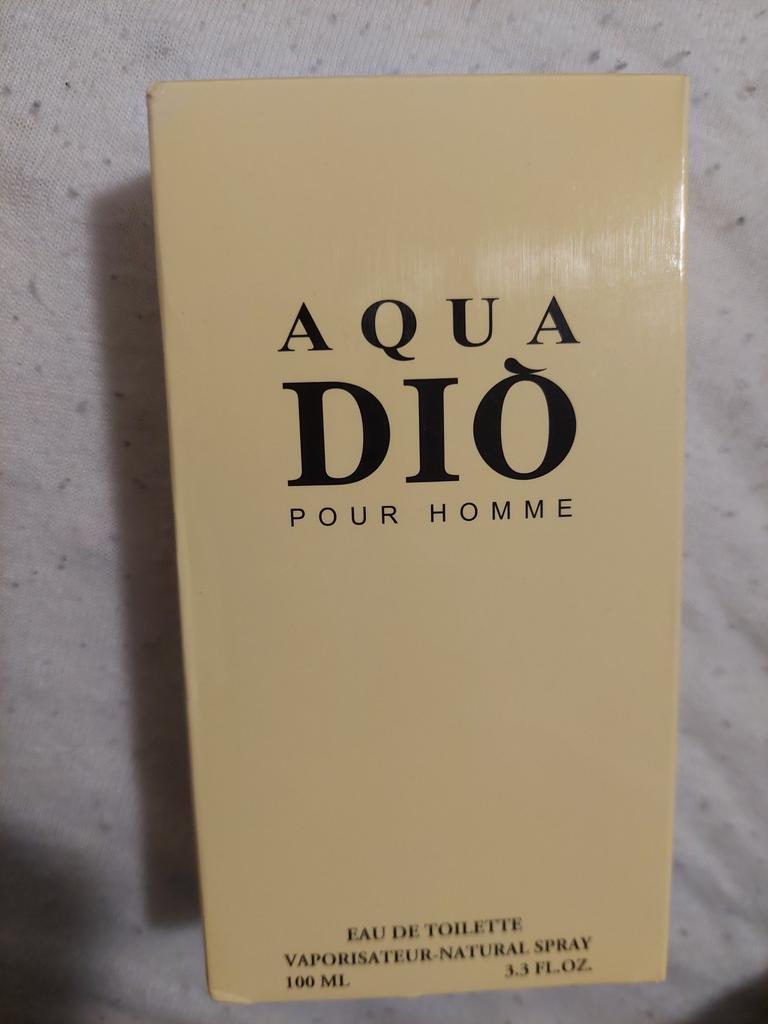 AQUA
DIÒ
POUR HOMME
EAU DE TOILETTE
VAPORISATEUR-NATURAL SPRAY
100 ML 3.3 FL.OZ.